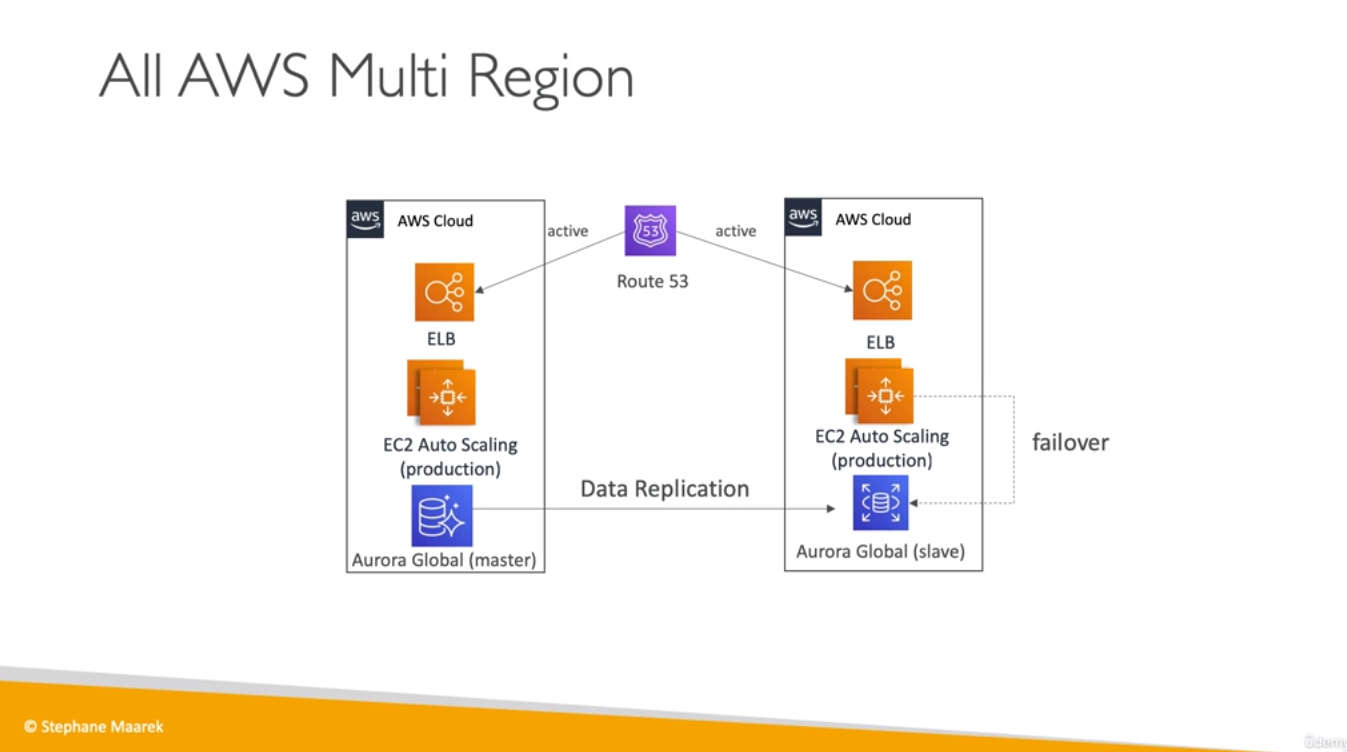 All AWS Multi Region
aws
AWS Cloud
active
53
active
aws
AWS Cloud
Route 53
ELB
ELB
EC2 Auto Scaling
(production)
EC2 Auto Scaling
(production)
failover
Data Replication
Aurora Global (master)
Aurora Global (slave)
© Stephane Maarek
ûdemy